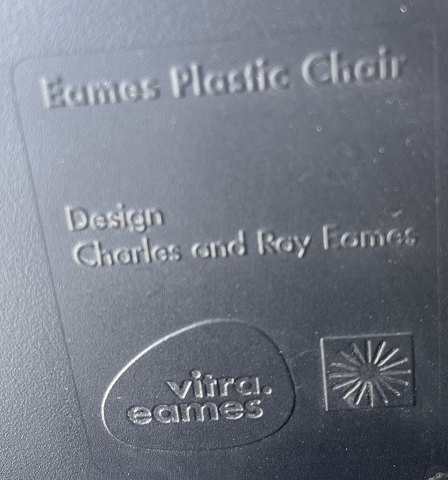 Eames Plastic Chair
Design
Charles and Ray Eames
vitra.
eames